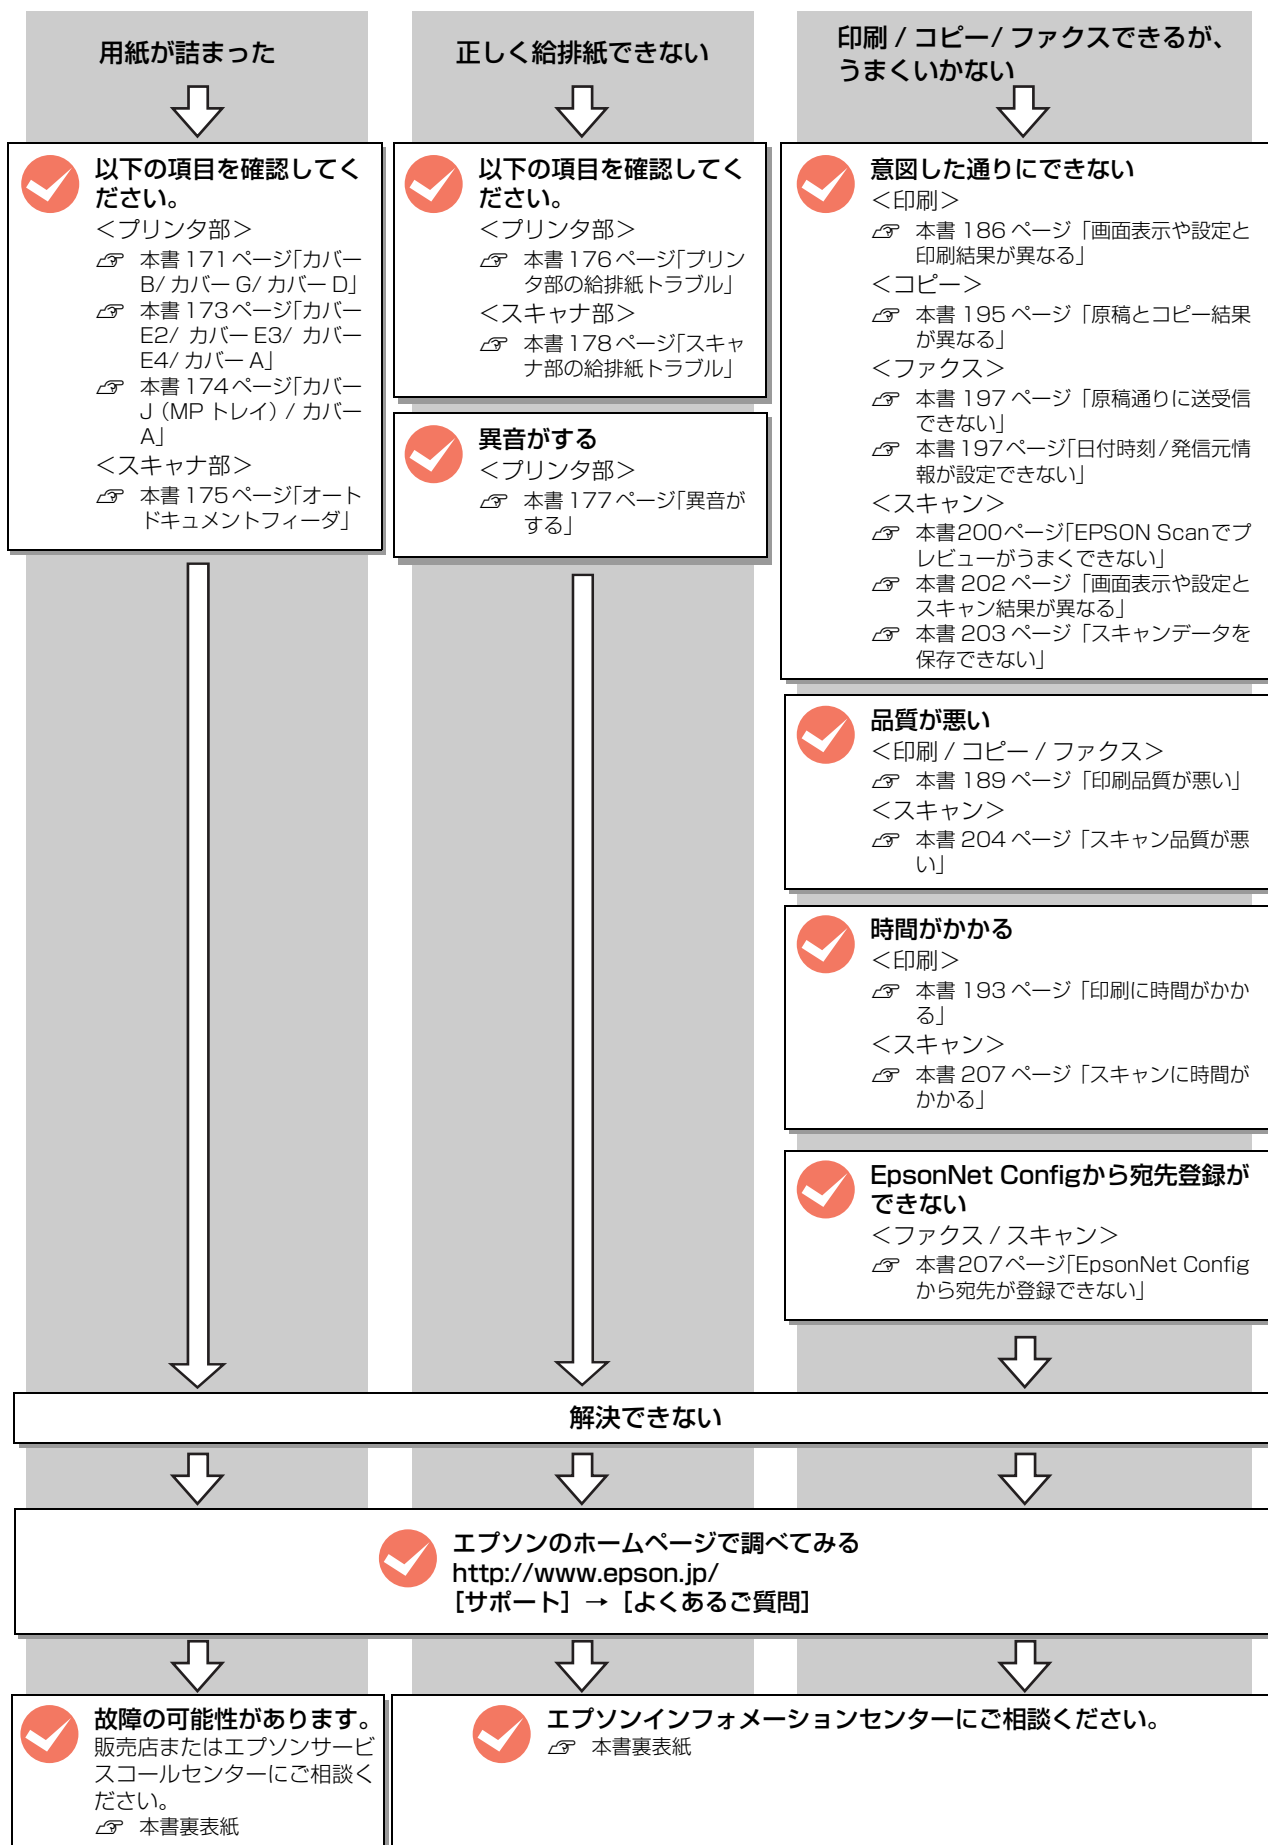 用紙が詰まった
以下の項目を確認してく
ださい。
<プリンタ部>
本書 171 ページ「カバー
B/ カバー G/ カバー D」
本書 173 ページ「カバー
E2/ カバー E3/ カバー
E4/ カバー A」
本書 174 ページ「カバー
J（MP トレイ）/ カバー
A」
<スキャナ部>
本書 175 ページ「オート
ドキュメントフィーダ」
正しく給排紙できない
以下の項目を確認してく
ださい。
<プリンタ部>
本書 176 ページ「プリン
タ部の給排紙トラブル」
<スキャナ部>
本書 178 ページ「スキャ
ナ部の給排紙トラブル」
異音がする
<プリンタ部>
本書 177 ページ「異音が
する」
印刷 / コピー/ ファクスできるが、
うまくいかない
意図した通りにできない
<印刷>
本書 186 ページ「画面表示や設定と
印刷結果が異なる」
<コピー>
本書 195 ページ「原稿とコピー結果
が異なる」
<ファクス>
本書 197 ページ「原稿通りに送受信
できない」
本書 197 ページ「日付時刻/発信元情
報が設定できない」
<スキャン>
本書200ページ「EPSON Scanでプ
レビューがうまくできない」
本書 202 ページ「画面表示や設定と
スキャン結果が異なる」
本書 203 ページ「スキャンデータを
保存できない」
品質が悪い
<印刷 / コピー / ファクス>
本書 189 ページ「印刷品質が悪い」
<スキャン>
本書 204 ページ「スキャン品質が悪
い」
時間がかかる
<印刷>
本書 193 ページ「印刷に時間がかか
る」
<スキャン>
本書 207 ページ「スキャンに時間が
かかる」
EpsonNet Configから宛先登録が
できない
<ファクス / スキャン>
本書207ページ「EpsonNet Config
から宛先が登録できない」
解決できない
エプソンのホームページで調べてみる
http://www.epson.jp/
［サポート］→［よくあるご質問］
故障の可能性があります。
販売店またはエプソンサービ
スコールセンターにご相談く
ださい。
本書裏表紙
エプソンインフォメーションセンターにご相談ください。
本書裏表紙